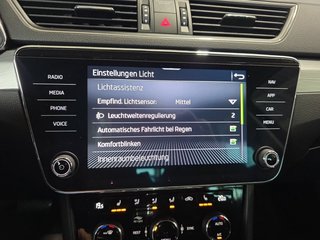 RADIO
MEDIA
PHONE
VOICE
Einstellungen Licht
Lichtassistenz
Empfind. Lichtsensor: Mittel
Leuchtweitenregulierung 2
Automatisches Fahrlicht bei Regen
Komfortblinken
Innenraumbeleuchtung
NAV
APP
CAR
MENU